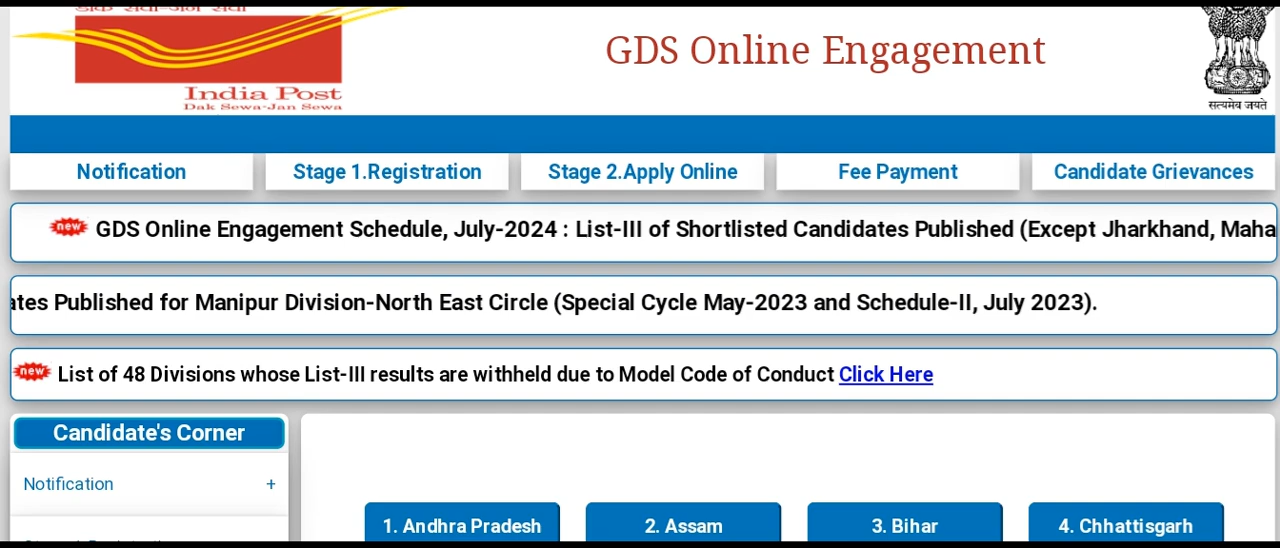 डाक सेवा-जन सेवा
India Post
Dak Sewa-Jan Sewa
GDS Online Engagement
सत्यमेव जयते
Notification
Stage 1.Registration
Stage 2.Apply Online
Fee Payment
Candidate Grievances
new GDS Online Engagement Schedule, July-2024 : List-III of Shortlisted Candidates Published (Except Jharkhand, Maha
ates Published for Manipur Division-North East Circle (Special Cycle May-2023 and Schedule-II, July 2023).
new List of 48 Divisions whose List-III results are withheld due to Model Code of Conduct Click Here
Candidate's Corner
Notification +
1. Andhra Pradesh
2. Assam
3. Bihar
4. Chhattisgarh